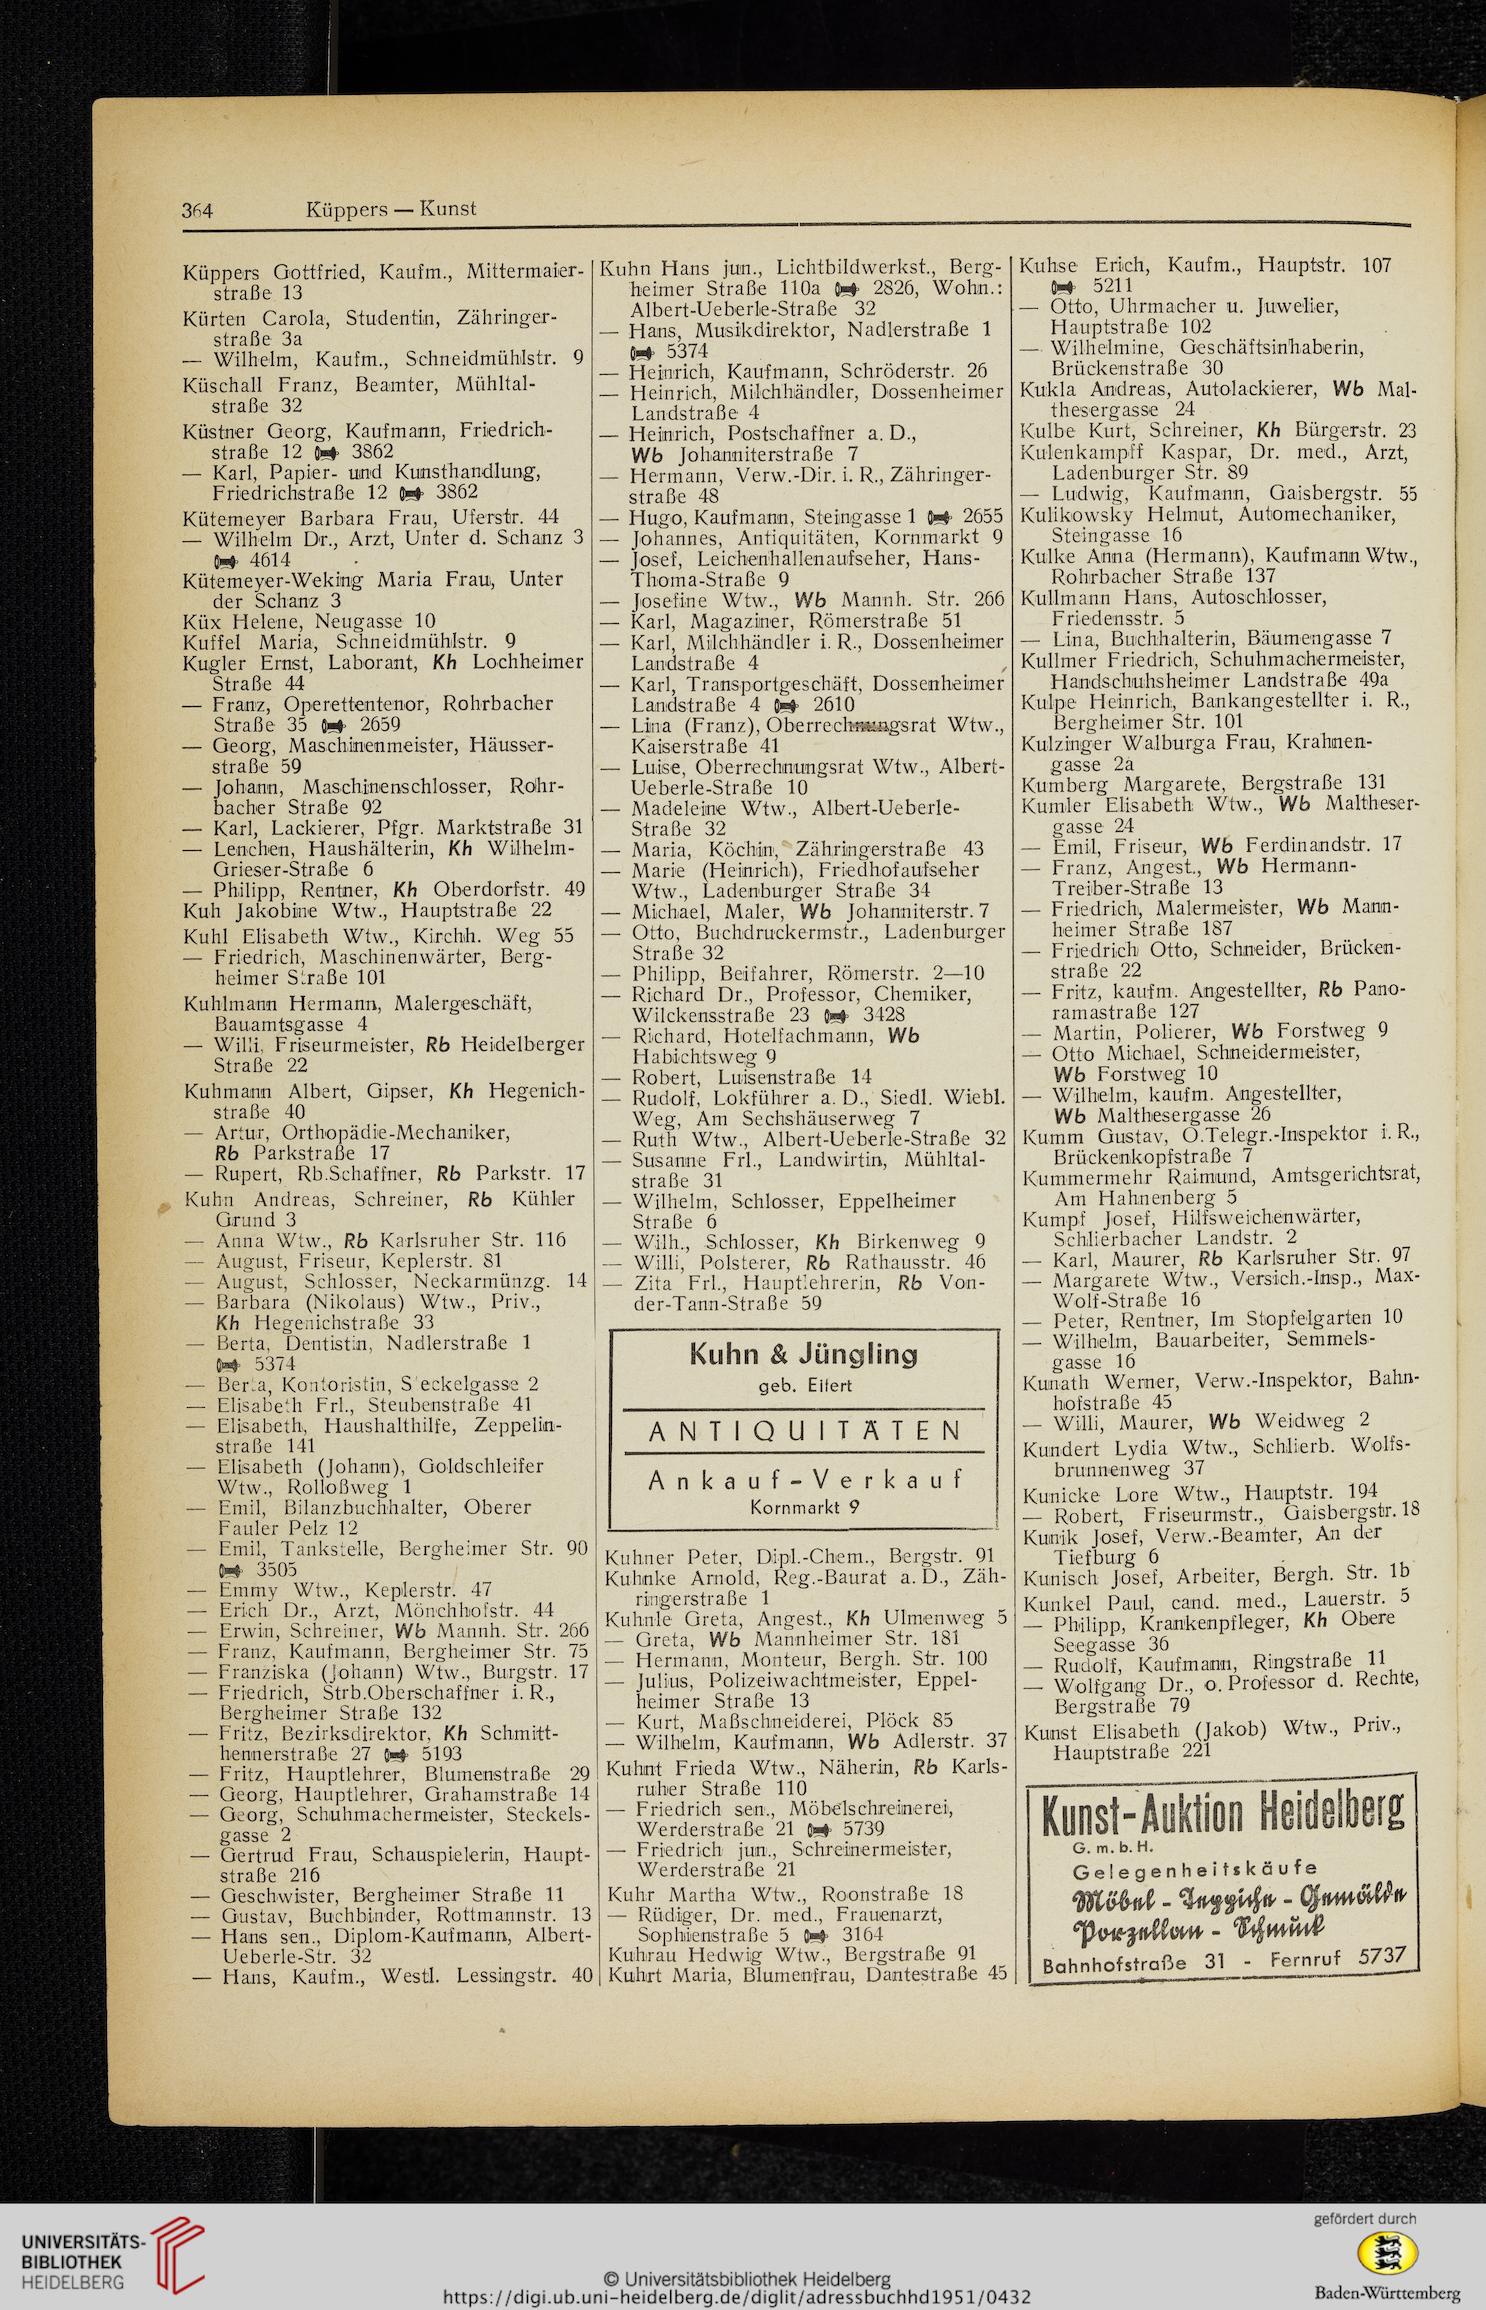 364 Küppers — Kunst
Küppers Gottfried, Kaufm., Mittermaier-
straße 13
Kürten Carola, Studentin, Zähringer-
straße 3a
— Wilhelm, Kaufm., Schneidmühlstr. 9
Küschall Franz, Beamter, Mühltal-
straße 32
Küstner Georg, Kaufmann, Friedrich-
straße 12 3862
— Karl, Papier- und Kunsthandlung,
Friedrichstraße 12 3862
Kütemeyer Barbara Frau, Uferstr. 44
— Wilhelm Dr., Arzt, Unter d. Schanz 3
4614
Kütemeyer-Weking Maria Frau, Unter
der Schanz 3
Küx Helene, Neugasse 10
Kuffel Maria, Schneidmühlstr. 9
Kugler Ernst, Laborant, Kh Lochheimer
Straße 44
— Franz, Operettentenor, Rohrbacher
Straße 35 2659
— Georg, Maschinenmeister, Häusser-
straße 59
— Johann, Maschinenschlosser, Rohr-
bacher Straße 92
— Karl, Lackierer, Pfgr. Marktstraße 31
— Lenchen, Haushälterin, Kh Wilhelm-
Grieser-Straße 6
— Philipp, Rentner, Kh Oberdorfstr. 49
Kuh Jakobine Wtw., Hauptstraße 22
Kuhl Elisabeth Wtw., Kirchh. Weg 55
— Friedrich, Maschinenwärter, Berg-
heimer Straße 101
Kuhlmann Hermann, Malergeschäft,
Bauamtsgasse 4
— Willi, Friseurmeister, Rb Heidelberger
Straße 22
Kuhmann Albert, Gipser, Kh Hegenich-
straße 40
— Artur, Orthopädie-Mechaniker,
Rb Parkstraße 17
— Rupert, Rb.Schaffner, Rb Parkstr. 17
Kuhn Andreas, Schreiner, Rb Kühler
Grund 3
— Anna Wtw., Rb Karlsruher Str. 116
— August, Friseur, Keplerstr. 81
— August, Schlosser, Neckarmünzg. 14
— Barbara (Nikolaus) Wtw., Priv.,
Kh Hegenichstraße 33
— Berta, Dentistin, Nadlerstraße 1
5374
— Berta, Kontoristin, S eckelgasse 2
— Elisabeth Frl., Steubenstraße 41
— Elisabeth, Haushalthilfe, Zeppelin-
straße 141
— Elisabeth (Johann), Goldschleifer
Wtw., Rolloßweg 1
— Emil, Bilanzbuchhalter, Oberer
Fauler Pelz 12
— Emil, Tankstelle, Bergheimer Str. 90
3505
— Emmy Wtw., Keplerstr. 47
— Erich Dr., Arzt, Mönchhofstr. 44
— Erwin, Schreiner, Wb Mannh. Str. 266
— Franz, Kaufmann, Bergheimer Str. 75
— Franziska (Johann) Wtw., Burgstr. 17
— Friedrich, Strb.Oberschaffner i. R.,
Bergheimer Straße 132
— Fritz, Bezirksdirektor, Kh Schmitt-
hennerstraße 27 5193
— Fritz, Hauptlehrer, Blumenstraße 29
— Georg, Hauptlehrer, Grahamstraße 14
— Georg, Schuhmachermeister, Steckels-
gasse 2
— Gertrud Frau, Schauspielerin, Haupt-
straße 216
— Geschwister, Bergheimer Straße 11
— Gustav, Buchbinder, Rottmannstr. 13
— Hans sen., Diplom-Kaufmann, Albert-
Ueberle-Str. 32
— Hans, Kaufm., Westl. Lessingstr. 40
Kuhn Hans jun., Lichtbildwerkst., Berg-
heimer Straße 110a 2826, Wohn.:
Albert-Ueberle-Straße 32
— Hans, Musikdirektor, Nadlerstraße 1
5374
— Heinrich, Kaufmann, Schröderstr. 26
— Heinrich, Milchhändler, Dossenheimer
Landstraße 4
— Heinrich, Postschaffner a. D.,
Wb Johanniterstraße 7
— Hermann, Verw.-Dir. i. R., Zähringer-
straße 48
— Hugo, Kaufmann, Steingasse 1 2655
— Johannes, Antiquitäten, Kornmarkt 9
— Josef, Leichenhallenaufseher, Hans-
Thoma-Straße 9
— Josefine Wtw., Wb Mannh. Str. 266
— Karl, Magaziner, Römerstraße 51
— Karl, Milchhändler i. R., Dossenheimer
Landstraße 4
— Karl, Transportgeschäft, Dossenheimer
Landstraße 4 2610
— Lina (Franz), Oberrechnungsrat Wtw.,
Kaiserstraße 41
— Luise, Oberrechnungsrat Wtw., Albert-
Ueberle-Straße 10
— Madeleine Wtw., Albert-Ueberle-
Straße 32
— Maria, Köchin, Zähringerstraße 43
— Marie (Heinrich), Friedhofaufseher
Wtw., Ladenburger Straße 34
— Michael, Maler, Wb Johanniterstr. 7
— Otto, Buchdruckermstr., Ladenburger
Straße 32
— Philipp, Beifahrer, Römerstr. 2—10
— Richard Dr., Professor, Chemiker,
Wilckensstraße 23 3428
— Richard, Hotelfachmann, Wb
Habichtsweg 9
— Robert, Luisenstraße 14
— Rudolf, Lokführer a. D., Siedl. Wiebl.
Weg, Am Sechshäuserweg 7
— Ruth Wtw., Albert-Ueberle-Straße 32
— Susanne Frl., Landwirtin, Mühltal-
straße 31
— Wilhelm, Schlosser, Eppelheimer
Straße 6
— Wilh., Schlosser, Kh Birkenweg 9
— Willi, Polsterer, Rb Rathausstr. 46
— Zita Frl., Hauptlehrerin, Rb Von-
der-Tann-Straße 59
Kuhn & Jüngling
geb. Eifert
ANTIQUITÄTEN
Ankauf-Verkauf
Kornmarkt 9
Kuhner Peter, Dipl.-Chem., Bergstr. 91
Kuhnke Arnold, Reg.-Baurat a. D., Zäh-
ringerstraße 1
Kuhnle Greta, Angest., Kh Ulmenweg 5
— Greta, Wb Mannheimer Str. 181
— Hermann, Monteur, Bergh. Str. 100
— Julius, Polizeiwachtmeister, Eppel-
heimer Straße 13
— Kurt, Maßschneiderei, Plöck 85
— Wilhelm, Kaufmann, Wb Adlerstr. 37
Kuhnt Frieda Wtw., Näherin, Rb Karls-
ruher Straße 110
— Friedrich sen., Möbelschreinerei,
Werderstraße 21 5739
— Friedrich jun., Schreinermeister,
Werderstraße 21
Kuhr Martha Wtw., Roonstraße 18
— Rüdiger, Dr. med., Frauenarzt,
Sophienstraße 5 3164
Kuhrau Hedwig Wtw., Bergstraße 91
Kuhrt Maria, Blumenfrau, Dantestraße 45
Kuhse Erich, Kaufm., Hauptstr. 107
5211
— Otto, Uhrmacher u. Juwelier,
Hauptstraße 102
— Wilhelmine, Geschäftsinhaberin,
Brückenstraße 30
Kukla Andreas, Autolackierer, Wb Mal-
thesergasse 24
Kulbe Kurt, Schreiner, Kh Bürgerstr. 23
Kulenkampff Kaspar, Dr. med., Arzt,
Ladenburger Str. 89
— Ludwig, Kaufmann, Gaisbergstr. 55
Kulikowsky Helmut, Automechaniker,
Steingasse 16
Kulke Anna (Hermann), Kaufmann Wtw.,
Rohrbacher Straße 137
Kullmann Hans, Autoschlosser,
Friedensstr. 5
— Lina, Buchhalterin, Bäumengasse 7
Kullmer Friedrich, Schuhmachermeister,
Handschuhsheimer Landstraße 49a
Kulpe Heinrich, Bankangestellter i. R.,
Bergheimer Str. 101
Kulzinger Walburga Frau, Krahnen-
gasse 2a
Kumberg Margarete, Bergstraße 131
Kumler Elisabeth Wtw., Wb Maltheser-
gasse 24
— Emil, Friseur, Wb Ferdinandstr. 17
— Franz, Angest., Wb Hermann-
Treiber-Straße 13
— Friedrich, Malermeister, Wb Mann-
heimer Straße 187
— Friedrich Otto, Schneider, Brücken-
straße 22
— Fritz, kaufm. Angestellter, Rb Pano-
ramastraße 127
— Martin, Polierer, Wb Forstweg 9
— Otto Michael, Schneidermeister,
Wb Forstweg 10
— Wilhelm, kaufm. Angestellter,
Wb Malthesergasse 26
Kumm Gustav, O.Telegr.-Inspektor i. R.,
Brückenkopfstraße 7
Kummermehr Raimund, Amtsgerichtsrat,
Am Hahnenberg 5
Kumpf Josef, Hilfsweichenwärter,
Schlierbacher Landstr. 2
— Karl, Maurer, Rb Karlsruher Str. 97
— Margarete Wtw., Versich.-Insp., Max-
Wolf-Straße 16
— Peter, Rentner, Im Stopfelgarten 10
— Wilhelm, Bauarbeiter, Semmels-
gasse 16
Kunath Werner, Verw.-Inspektor, Bahn-
hofstraße 45
— Willi, Maurer, Wb Weidweg 2
Kundert Lydia Wtw., Schlierb. Wolfs-
brunnenweg 37
Kunicke Lore Wtw., Hauptstr. 194
— Robert, Friseurmstr., Gaisbergstr. 18
Kunik Josef, Verw.-Beamter, An der
Tiefburg 6
Kunisch Josef, Arbeiter, Bergh. Str. 1b
Kunkel Paul, cand. med., Lauerstr. 5
— Philipp, Krankenpfleger, Kh Obere
Seegasse 36
— Rudolf, Kaufmann, Ringstraße 11
— Wolfgang Dr., o. Professor d. Rechte,
Bergstraße 79
Kunst Elisabeth (Jakob) Wtw., Priv.,
Hauptstraße 221
Kunst-Auktion Heidelberg
G. m. b. H.
Gelegenheitskäufe
Möbel - Teppiche - Gemälde
Porzellan - Schmuck
Bahnhofstraße 31 - Fernruf 5737
UNIVERSITÄTS-
BIBLIOTHEK
HEIDELBERG
© Universitätsbibliothek Heidelberg
https://digi.ub.uni-heidelberg.de/diglit/adressbuchhd1951/0432
gefördert durch
Baden-Württemberg